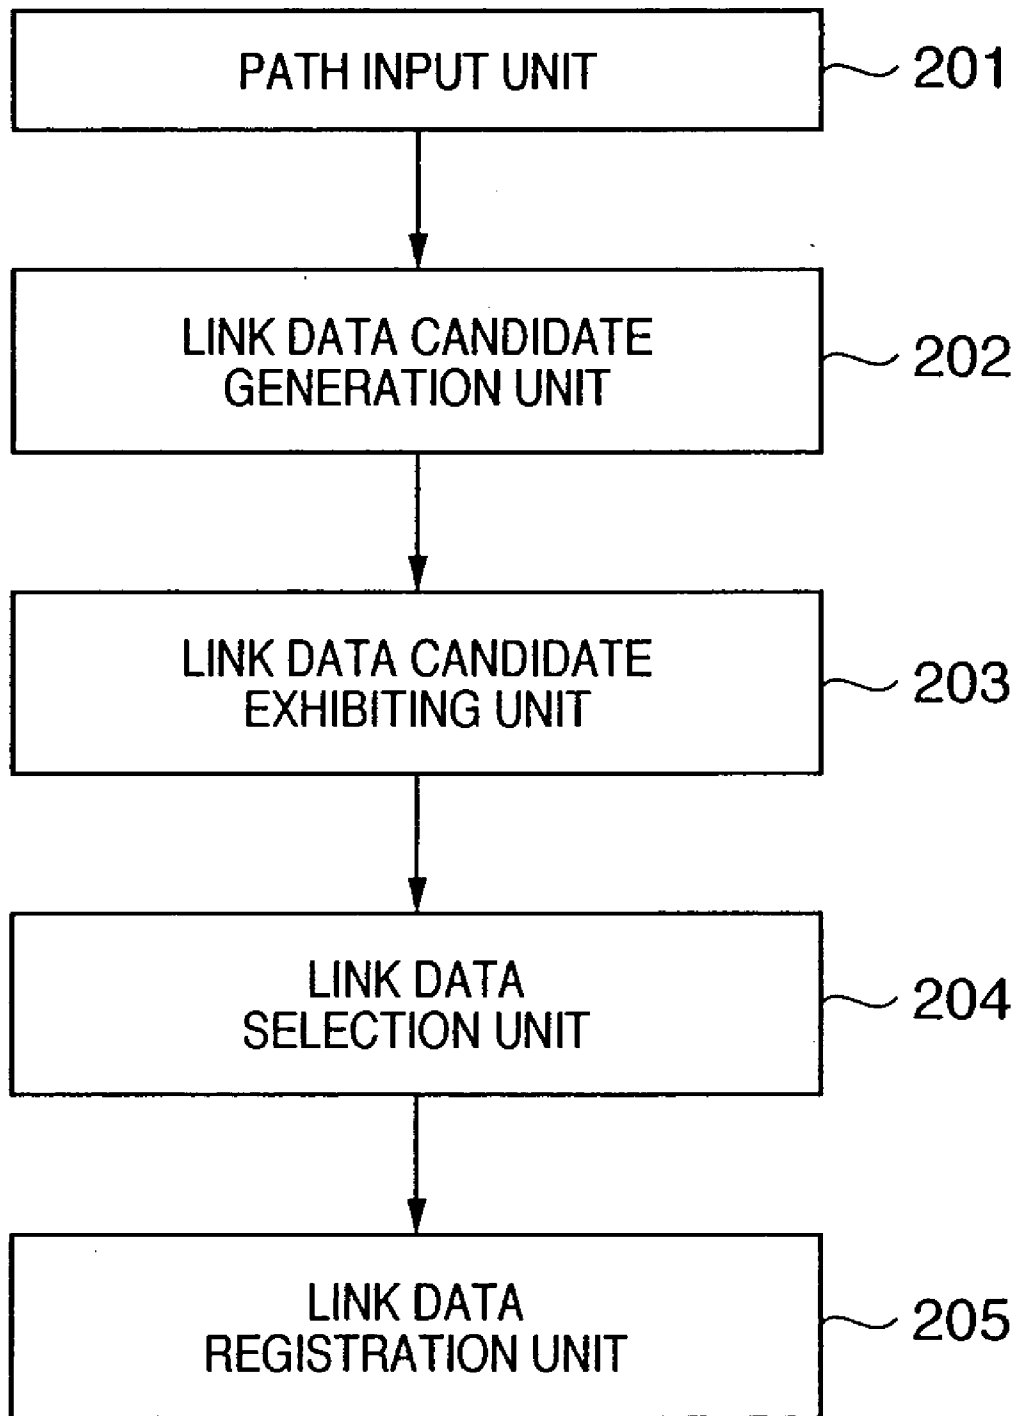 PATH INPUT UNIT
201
LINK DATA CANDIDATE
GENERATION UNIT
202
LINK DATA CANDIDATE
EXHIBITING UNIT
203
LINK DATA
SELECTION UNIT
204
LINK DATA
REGISTRATION UNIT
205